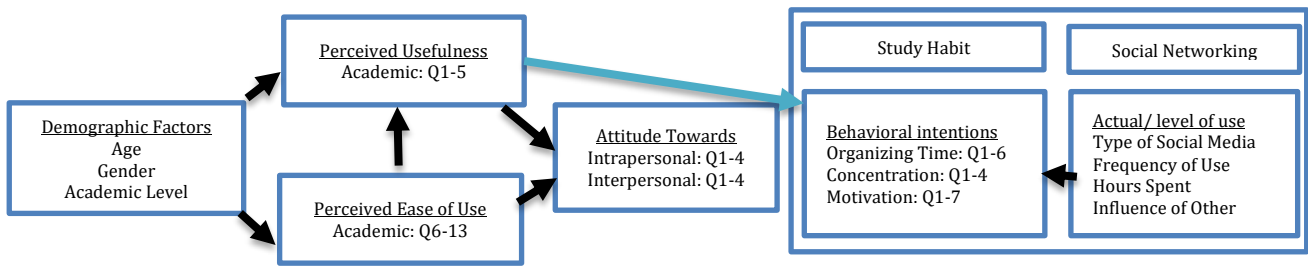 Demographic Factors
Age
Gender
Academic Level
Perceived Usefulness
Academic: Q1-5
Perceived Ease of Use
Academic: Q6-13
Attitude Towards
Intrapersonal: Q1-4
Interpersonal: Q1-4
Study Habit
Behavioral intentions
Organizing Time: Q1-6
Concentration: Q1-4
Motivation: Q1-7
Social Networking
Actual/ level of use
Type of Social Media
Frequency of Use
Hours Spent
Influence of Other